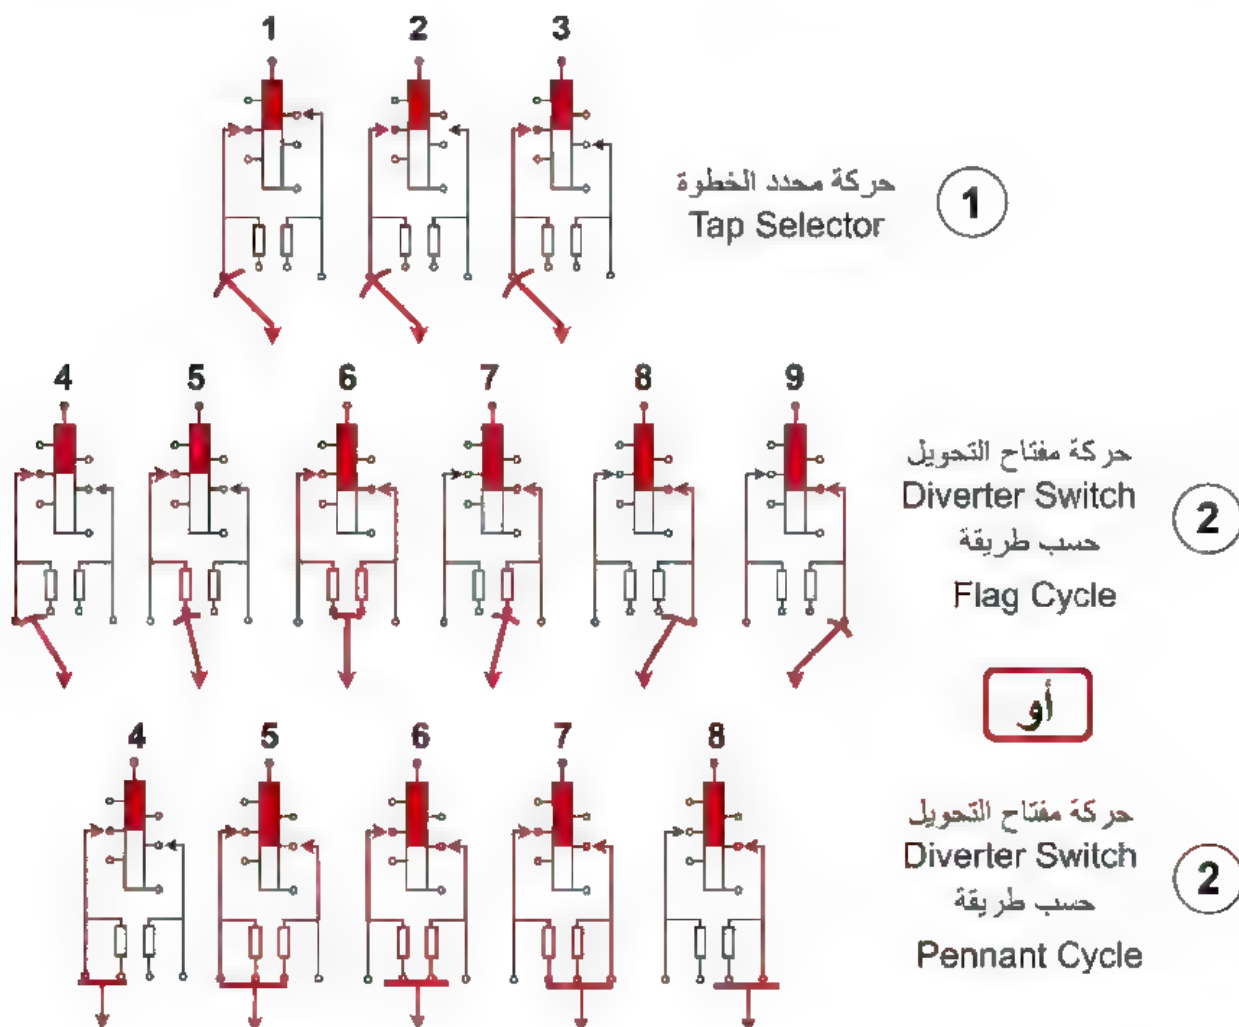 1 2 3
حركة محدد الخطوة
Tap Selector
1
4 5 6 7 8 9
حركة مفتاح التحويل
Diverter Switch
حسب طريقة
Flag Cycle
2
أو
4 5 6 7 8
حركة مفتاح التحويل
Diverter Switch
حسب طريقة
Pennant Cycle
2